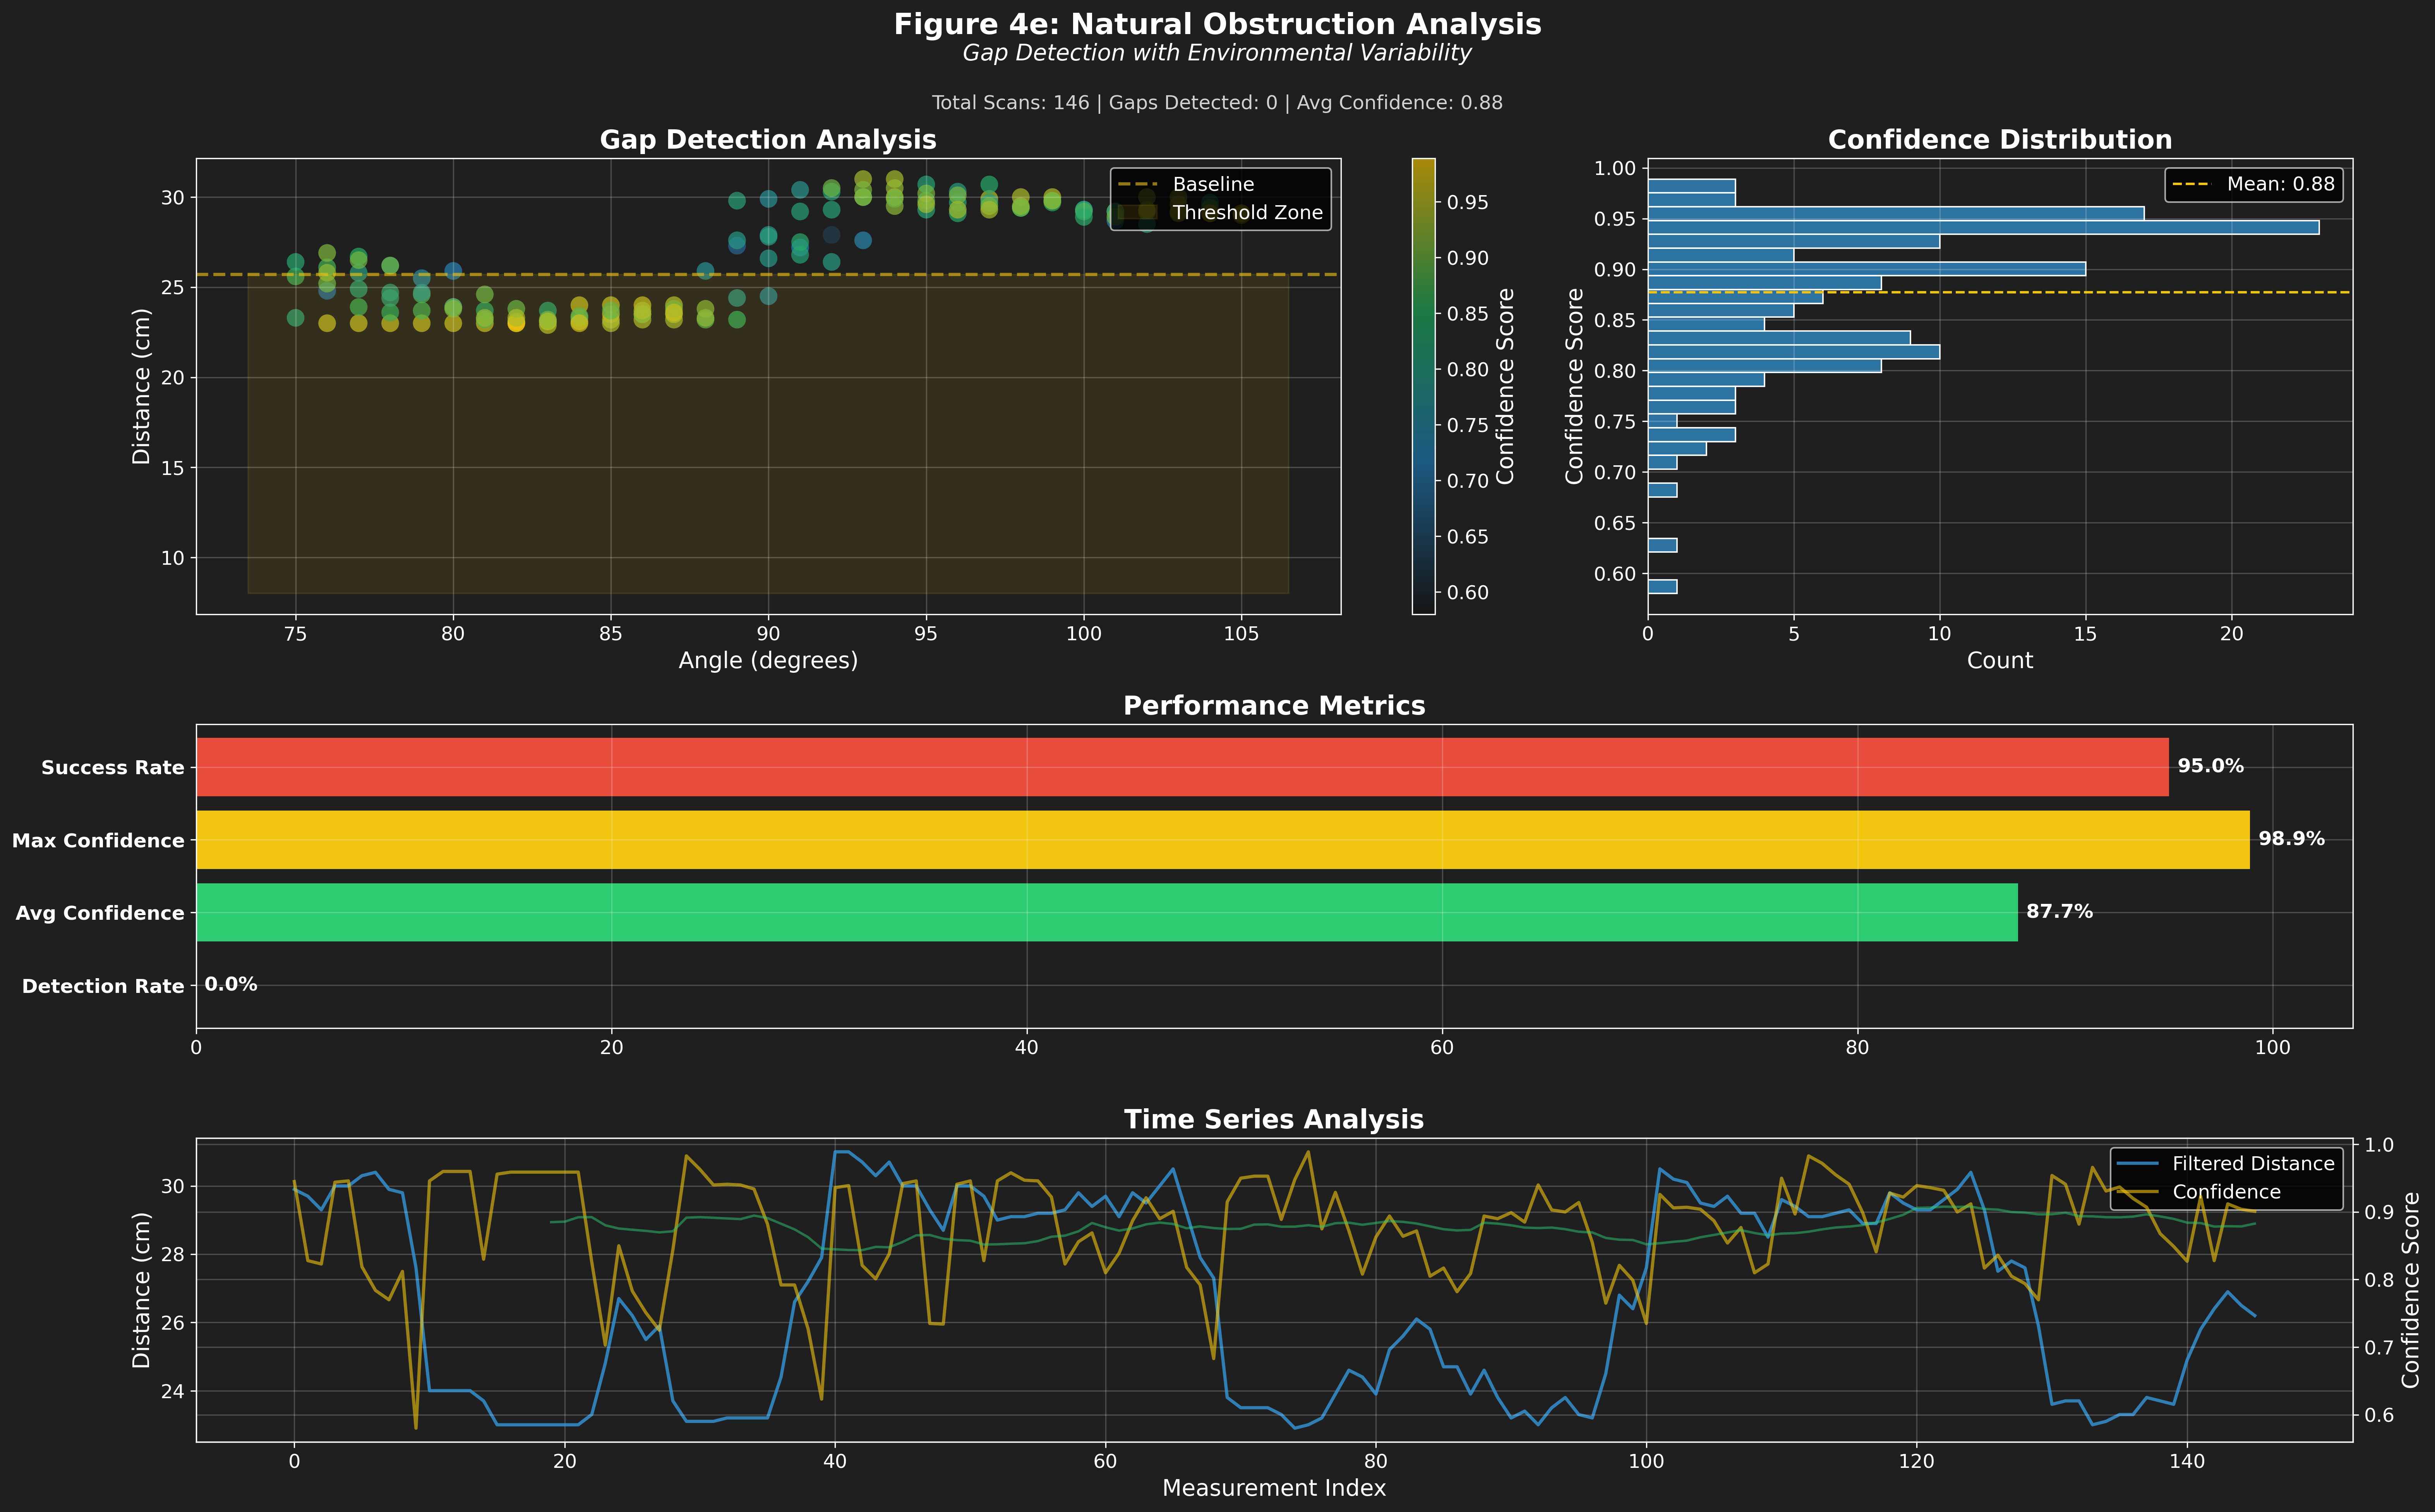 Figure 4e: Natural Obstruction Analysis
Gap Detection with Environmental Variability
Total Scans: 146 | Gaps Detected: 0 | Avg Confidence: 0.88
Gap Detection Analysis
Baseline
Threshold Zone
30
25
20
15
10
Distance (cm)
75 80 85 90 95 100 105
Angle (degrees)
0.95
0.90
0.85
0.80
0.75
0.70
0.65
0.60
Confidence Score
Confidence Distribution
Mean: 0.88
1.00
0.95
0.90
0.85
0.80
0.75
0.70
0.65
0.60
Confidence Score
0 5 10 15 20
Count
Performance Metrics
Success Rate 95.0%
Max Confidence 98.9%
Avg Confidence 87.7%
Detection Rate 0.0%
0 20 40 60 80 100
Time Series Analysis
Filtered Distance
Confidence
30
28
26
24
Distance (cm)
1.0
0.9
0.8
0.7
0.6
Confidence Score
0 20 40 60 80 100 120 140
Measurement Index